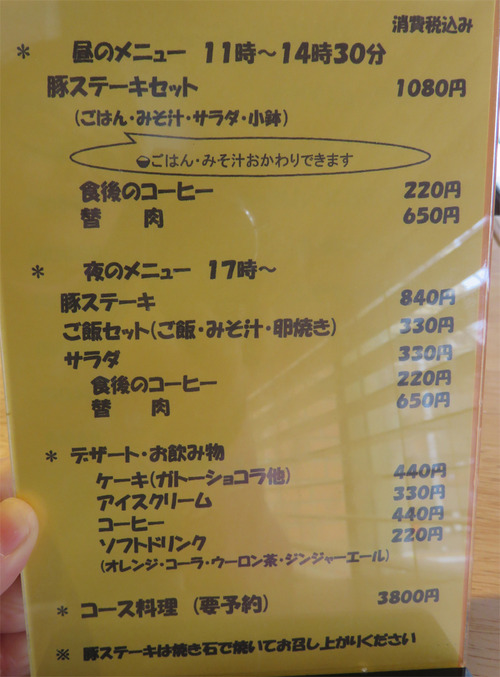 消費税込み
* 昼のメニュー 11時〜14時30分
豚ステーキセット 1080円
(ごはん・みそ汁・サラダ・小鉢)
ごはん・みそ汁おかわりできます
食後のコーヒー 220円
替 肉 650円
* 夜のメニュー 17時〜
豚ステーキ 840円
ご飯セット(ご飯・みそ汁・卵焼き) 330円
サラダ 330円
食後のコーヒー 220円
替 肉 650円
* デザート・お飲み物
ケーキ(ガトーショコラ他) 440円
アイスクリーム 330円
コーヒー 440円
ソフトドリンク 220円
(オレンジ・コーラ・ウーロン茶・ジンジャーエール)
* コース料理 (要予約) 3800円
※ 豚ステーキは焼き石で焼いてお召し上がりください